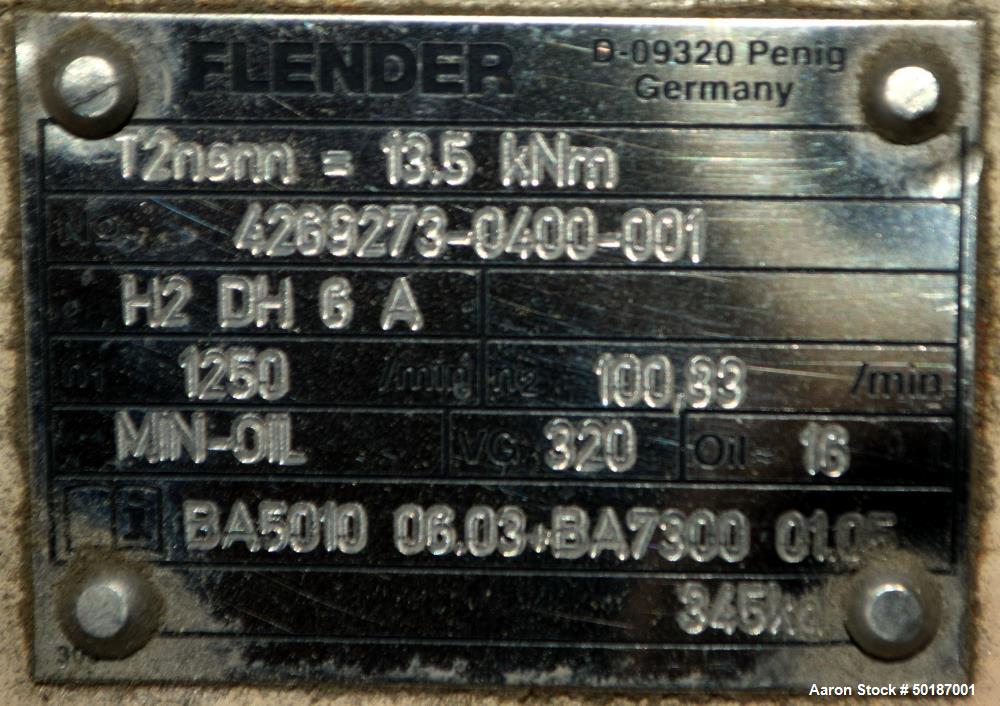 FLENDER
D-09320 Penig
Germany
T2nenn = 13.5 kNm
No. 4269273-0400-001
H2 DH 6 A
n1 1250 /min n2 100,33 /min
MIN-OIL VG 320 Oil~ 16
i BA5010 06.03+BA7300 01.05
345kg
Aaron Stock # 50187001